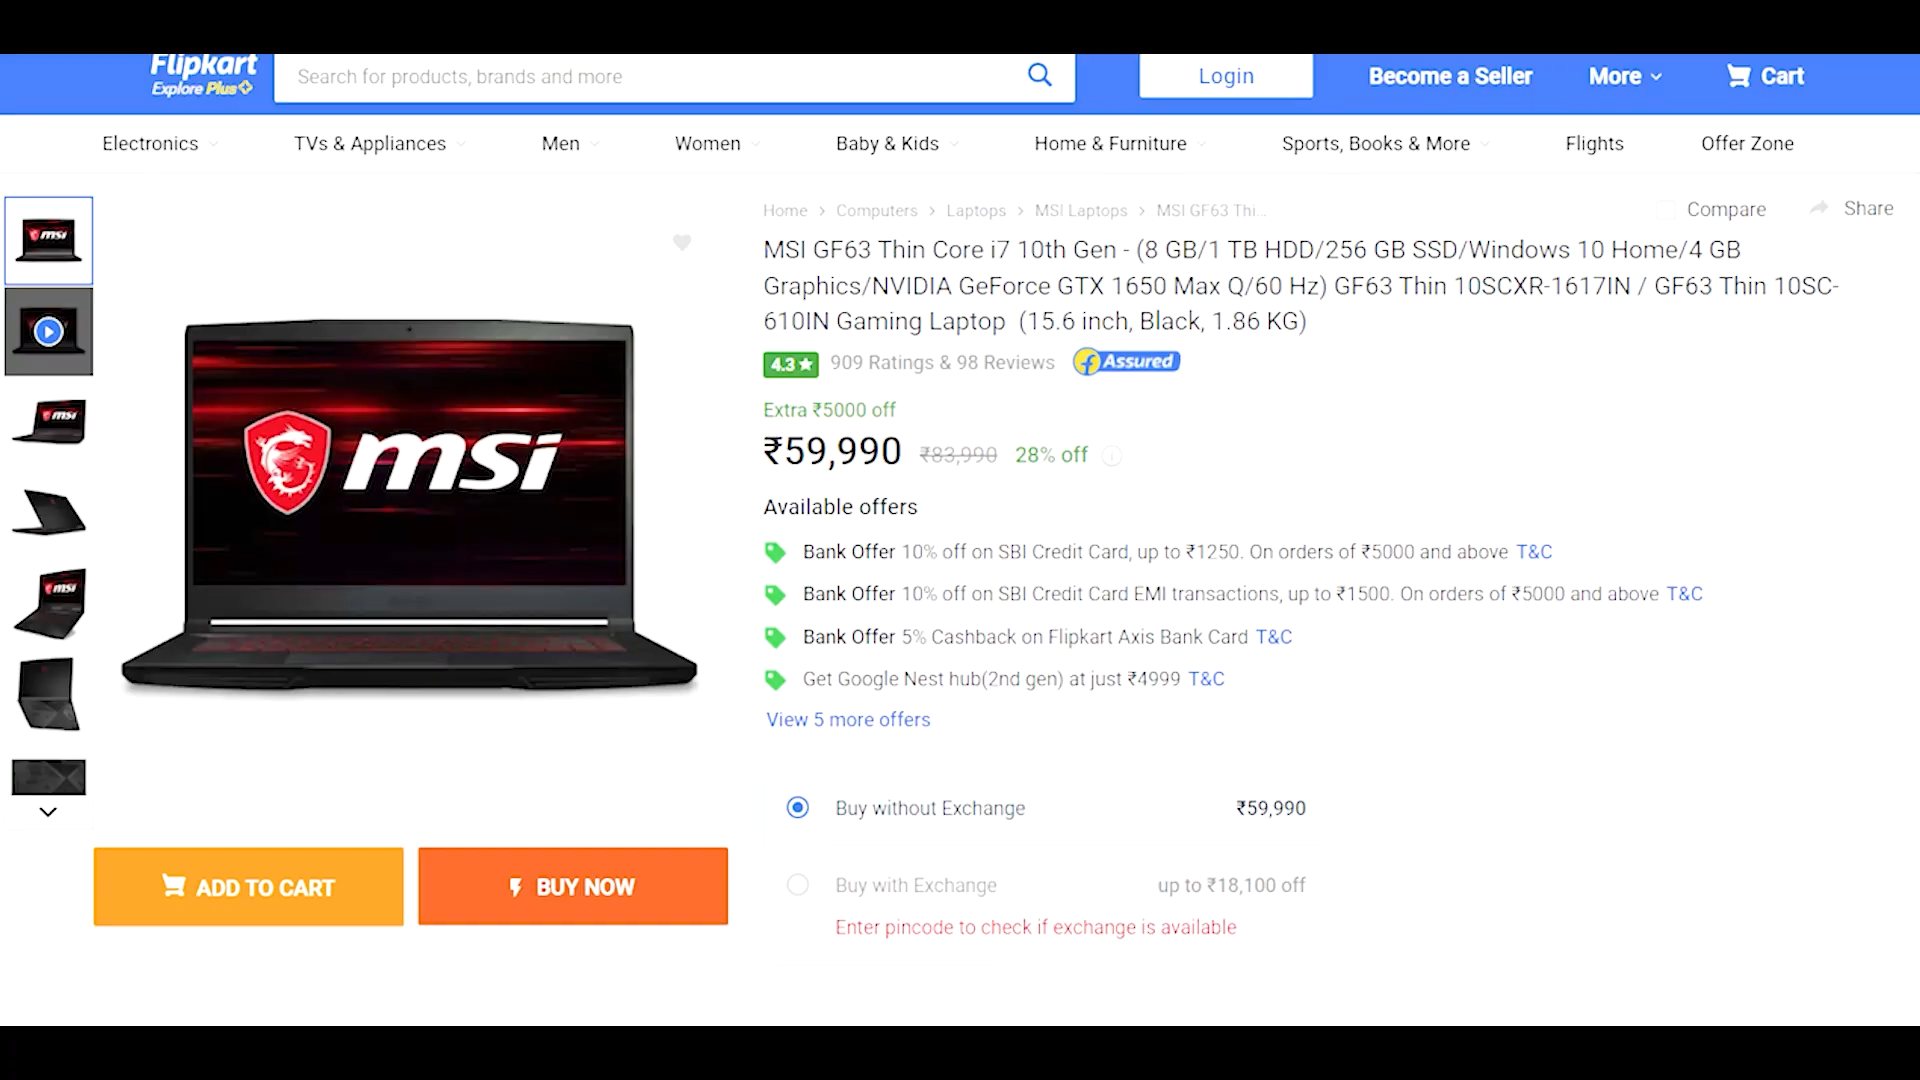 Flipkart
Explore Plus
Search for products, brands and more
Login
Become a Seller
More
Cart
Electronics
TVs & Appliances
Men
Women
Baby & Kids
Home & Furniture
Sports, Books & More
Flights
Offer Zone
Home > Computers > Laptops > MSI Laptops > MSI GF63 Thi...
Compare
Share
MSI GF63 Thin Core i7 10th Gen - (8 GB/1 TB HDD/256 GB SSD/Windows 10 Home/4 GB
Graphics/NVIDIA GeForce GTX 1650 Max Q/60 Hz) GF63 Thin 10SCXR-1617IN / GF63 Thin 10SC-
610IN Gaming Laptop (15.6 inch, Black, 1.86 KG)
4.3★ 909 Ratings & 98 Reviews Assured
Extra ₹5000 off
₹59,990 ₹83,990 28% off
Available offers
Bank Offer 10% off on SBI Credit Card, up to ₹1250. On orders of ₹5000 and above T&C
Bank Offer 10% off on SBI Credit Card EMI transactions, up to ₹1500. On orders of ₹5000 and above T&C
Bank Offer 5% Cashback on Flipkart Axis Bank Card T&C
Get Google Nest hub(2nd gen) at just ₹4999 T&C
View 5 more offers
Buy without Exchange ₹59,990
Buy with Exchange up to ₹18,100 off
Enter pincode to check if exchange is available
msi
msi
msi
msi
ADD TO CART
BUY NOW